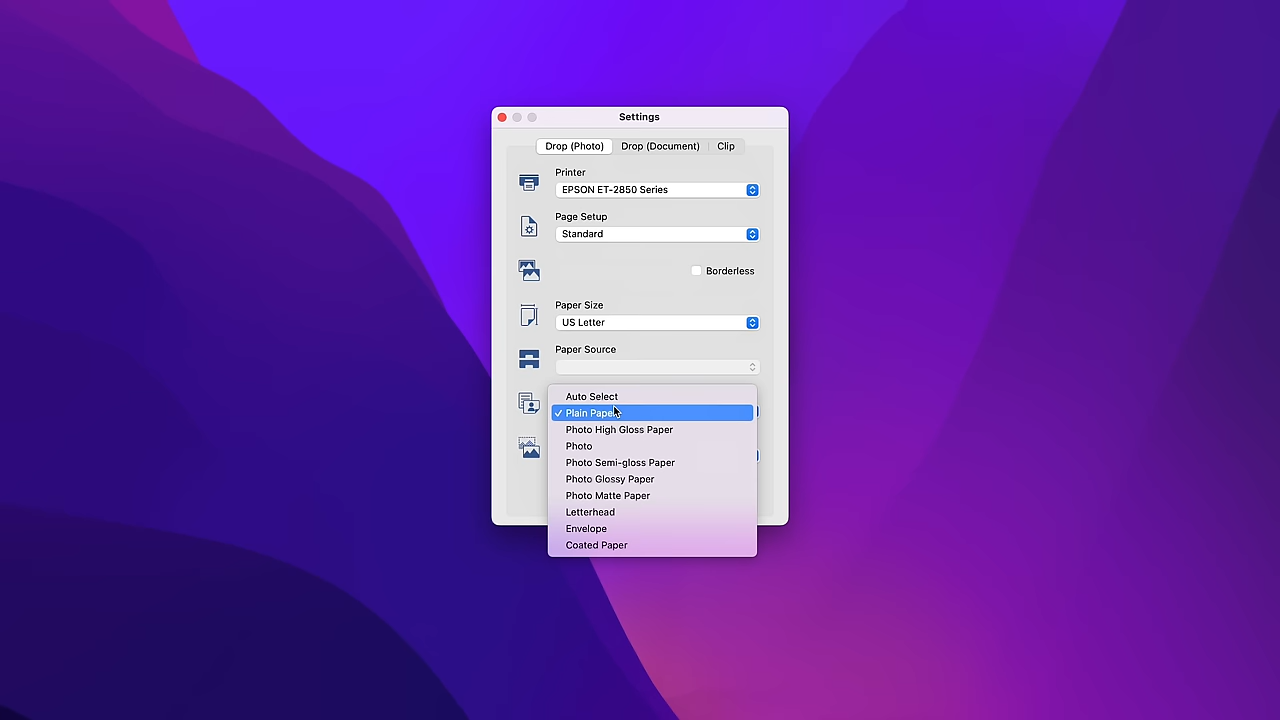 Settings
Drop (Photo) Drop (Document) Clip
Printer
EPSON ET-2850 Series
Page Setup
Standard
Borderless
Paper Size
US Letter
Paper Source
Auto Select
Plain Paper
Photo High Gloss Paper
Photo
Photo Semi-gloss Paper
Photo Glossy Paper
Photo Matte Paper
Letterhead
Envelope
Coated Paper